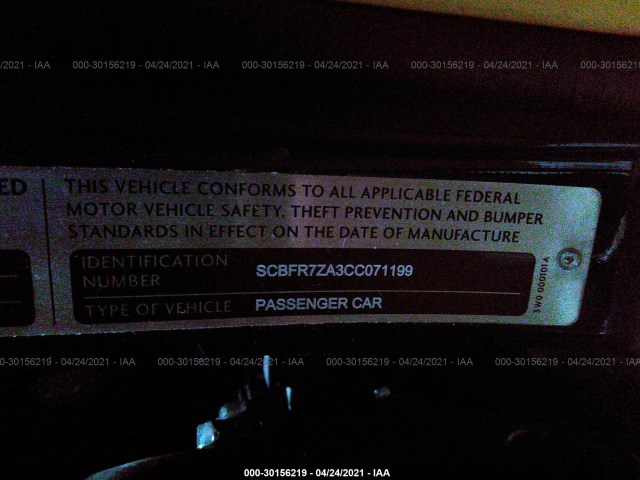 /2021 - IAA 000-30156219 - 04/24/2021 - IAA 000-30156219 - 04/24/2021 - IAA 000-30156219 - 04/24/2021 - IAA 000-30156219
ED
THIS VEHICLE CONFORMS TO ALL APPLICABLE FEDERAL
MOTOR VEHICLE SAFETY, THEFT PREVENTION AND BUMPER
STANDARDS IN EFFECT ON THE DATE OF MANUFACTURE
IDENTIFICATION
NUMBER
SCBFR7ZA3CC071199
TYPE OF VEHICLE PASSENGER CAR
3W0 000101A
0-30156219 - 04/24/2021 - IAA 000-30156219 - 04/24/2021 - IAA 000-30156219 - 04/24/2021 - IAA 000-30156219 - 04/24/2021 - IAA
000-30156219 - 04/24/2021 - IAA